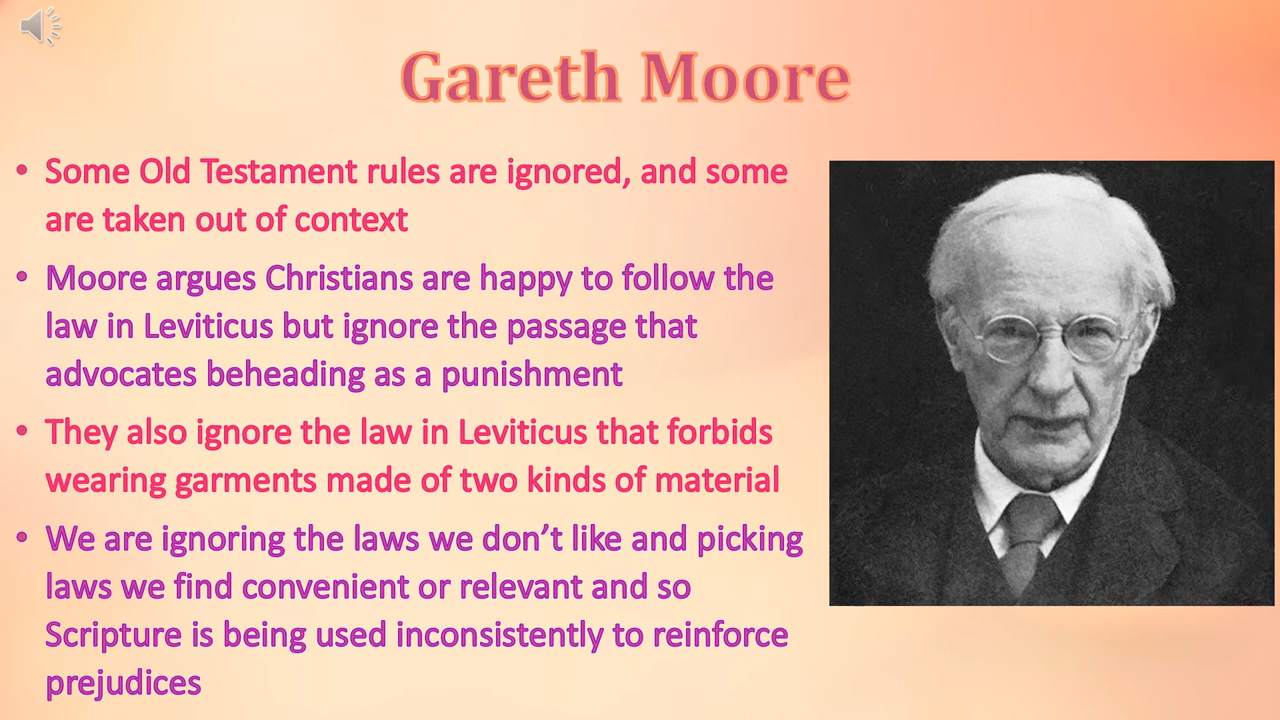 Gareth Moore
• Some Old Testament rules are ignored, and some
are taken out of context
• Moore argues Christians are happy to follow the
law in Leviticus but ignore the passage that
advocates beheading as a punishment
• They also ignore the law in Leviticus that forbids
wearing garments made of two kinds of material
• We are ignoring the laws we don’t like and picking
laws we find convenient or relevant and so
Scripture is being used inconsistently to reinforce
prejudices